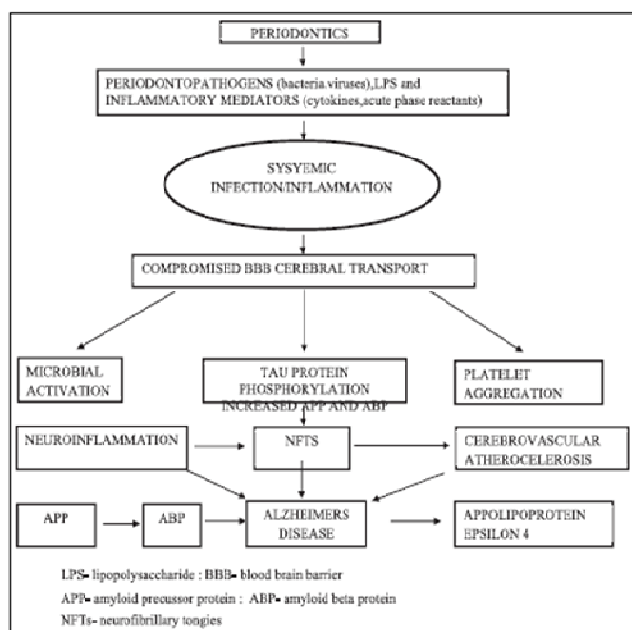 PERIODONTICS
PERIODONTOPATHOGENS (bacteria.viruses),LPS and
INFLAMMATORY MEDIATORS (cytokines,acute phase reactants)
SYSYEMIC
INFECTION/INFLAMMATION
COMPROMISED BBB CEREBRAL TRANSPORT
MICROBIAL
ACTIVATION
TAU PROTEIN
PHOSPHORYLATION
INCREASED APP AND ABP
PLATELET
AGGREGATION
NEUROINFLAMMATION
NFTS
CEREBROVASCULAR
ATHEROCELEROSIS
APP
ABP
ALZHEIMERS
DISEASE
APPOLIPOPROTEIN
EPSILON 4
LPS- lipopolysaccharide ; BBB- blood brain barrier
APP- amyloid precussor protein ; ABP- amyloid beta protein
NFTs- neurofibrillary tongies